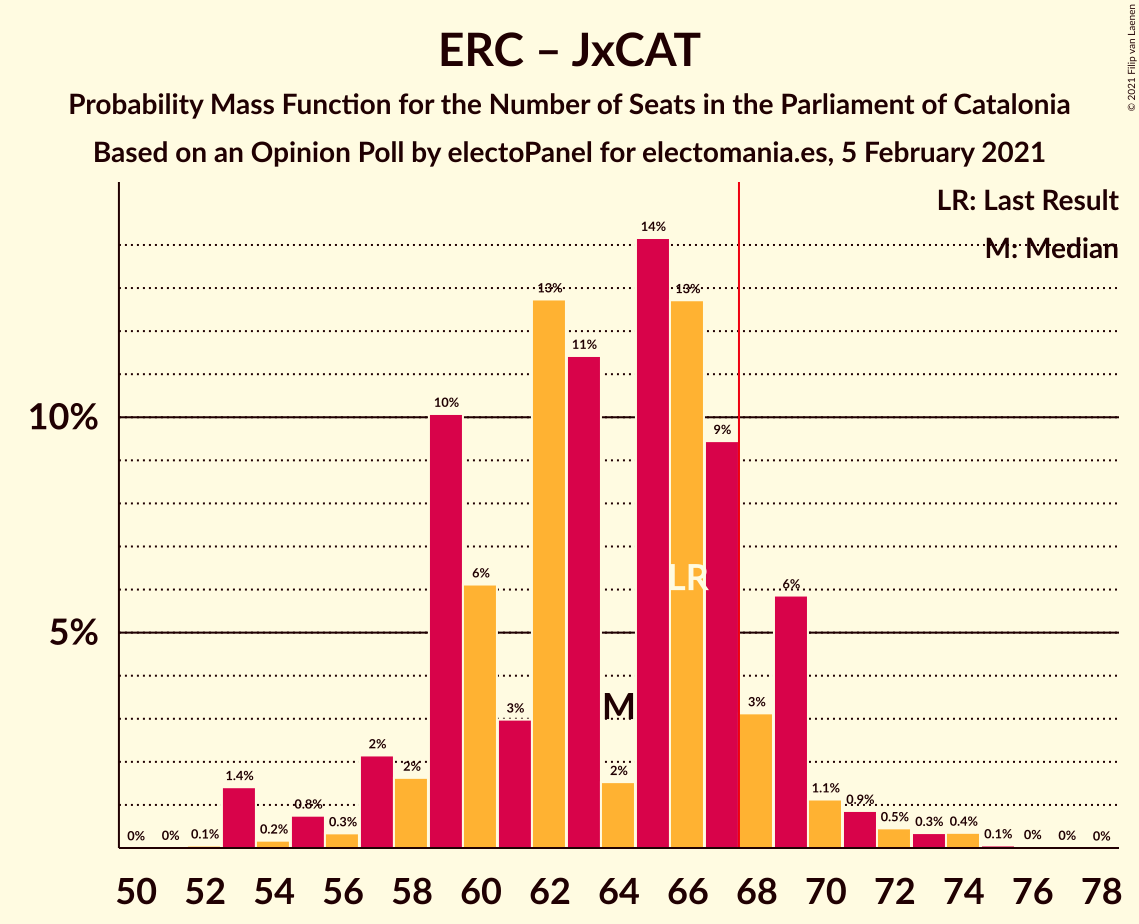 ERC – JxCAT
Probability Mass Function for the Number of Seats in the Parliament of Catalonia
Based on an Opinion Poll by electoPanel for electomania.es, 5 February 2021
© 2021 Filip van Laenen
LR: Last Result
M: Median
10%
5%
0% 0% 0.1% 1.4% 0.2% 0.8% 0.3% 2% 2% 10% 6% 3% 13% 11% 2% 14% 13% 9% 3% 6% 1.1% 0.9% 0.5% 0.3% 0.4% 0.1% 0% 0% 0%
LR
M
50 52 54 56 58 60 62 64 66 68 70 72 74 76 78